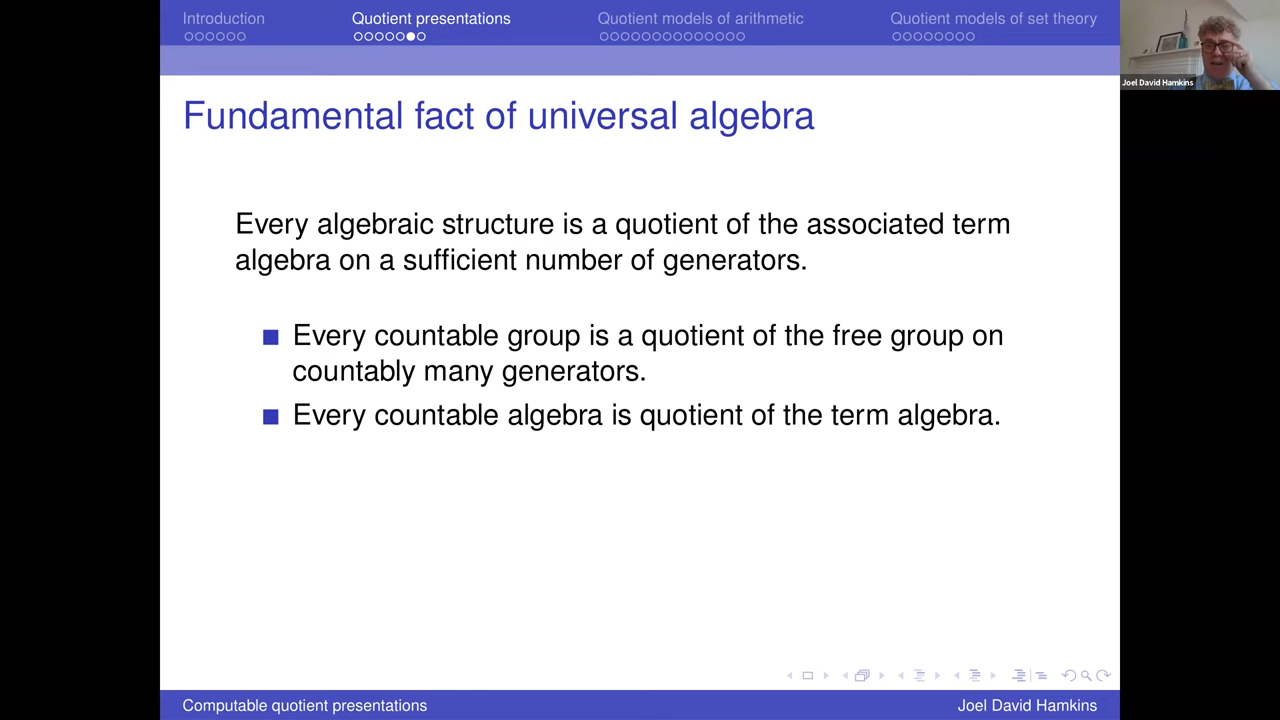 Introduction
Quotient presentations
Quotient models of arithmetic
Quotient models of set theory
Joel David Hamkins
Fundamental fact of universal algebra
Every algebraic structure is a quotient of the associated term
algebra on a sufficient number of generators.
Every countable group is a quotient of the free group on
countably many generators.
Every countable algebra is quotient of the term algebra.
Computable quotient presentations
Joel David Hamkins